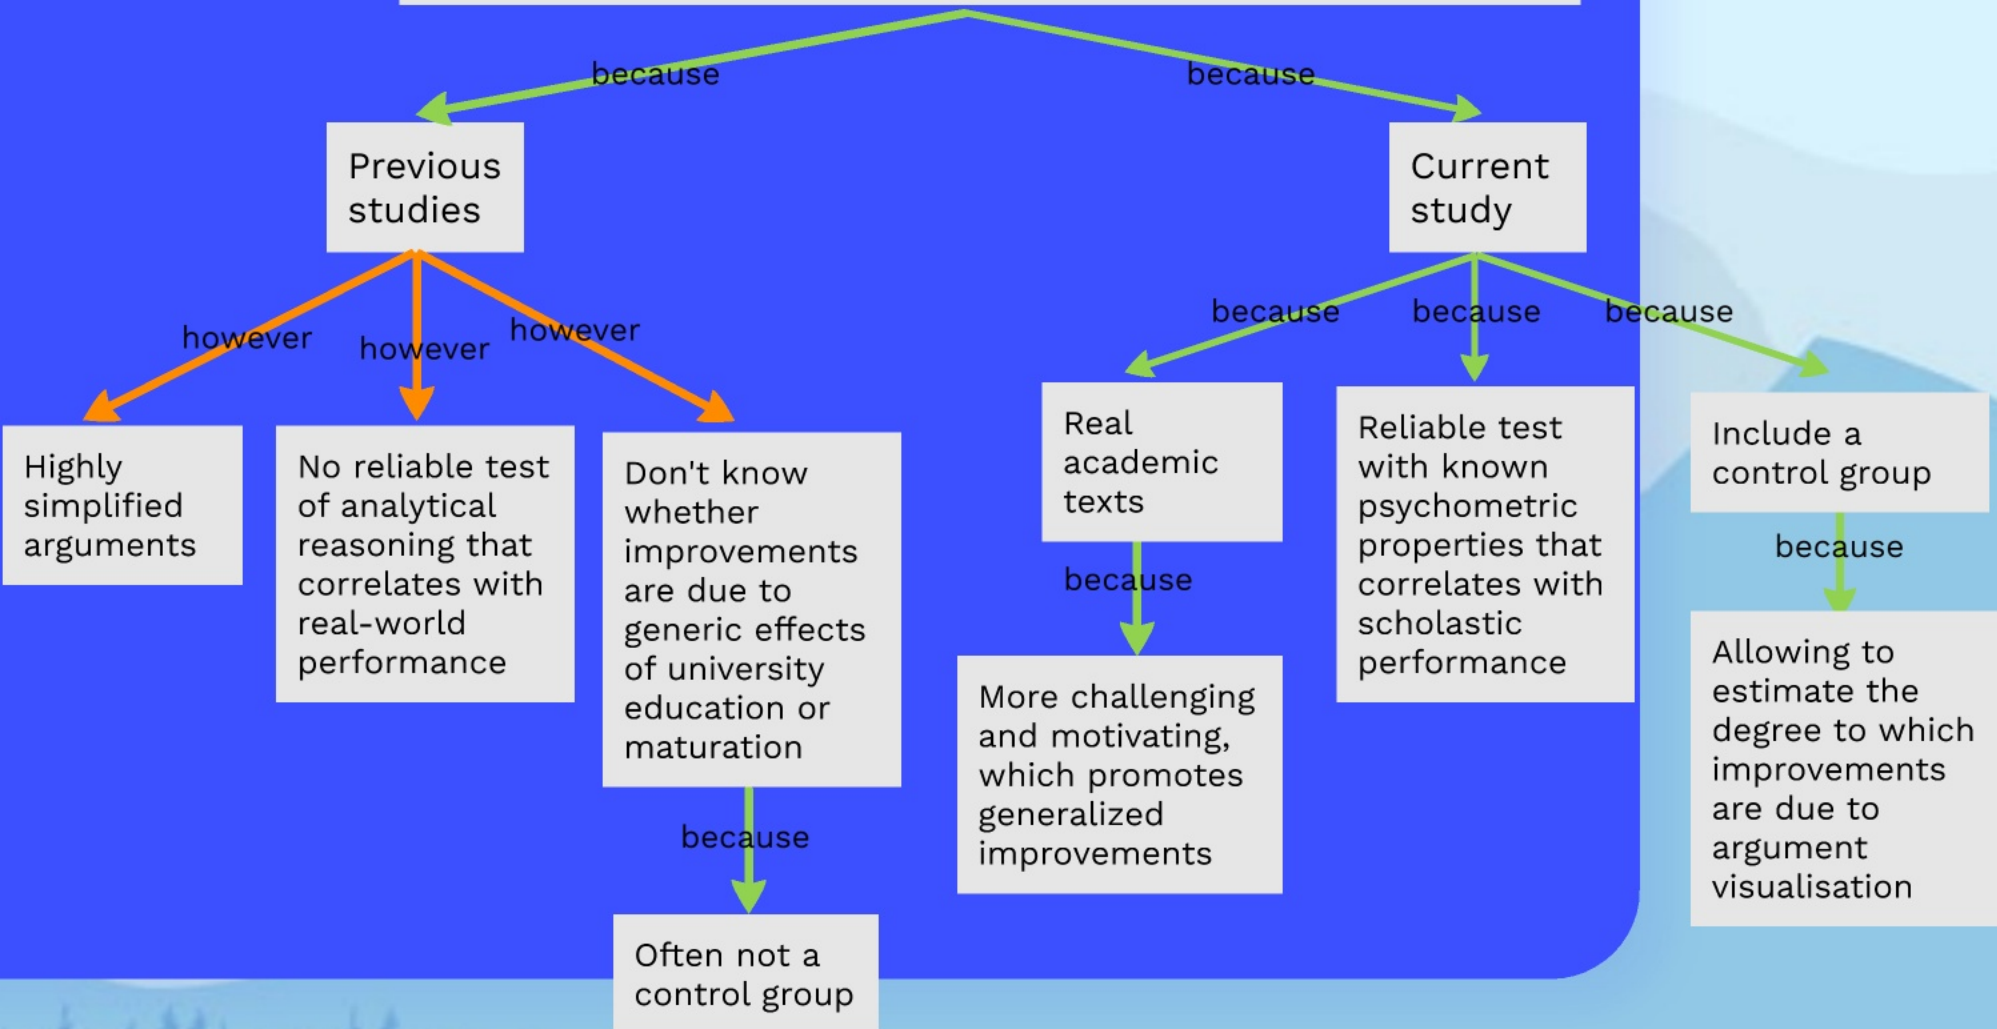 because
because
Previous
studies
Current
study
however
however
however
because
because
because
Highly
simplified
arguments
No reliable test
of analytical
reasoning that
correlates with
real-world
performance
Don't know
whether
improvements
are due to
generic effects
of university
education or
maturation
because
Often not a
control group
Real
academic
texts
because
More challenging
and motivating,
which promotes
generalized
improvements
Reliable test
with known
psychometric
properties that
correlates with
scholastic
performance
Include a
control group
because
Allowing to
estimate the
degree to which
improvements
are due to
argument
visualisation